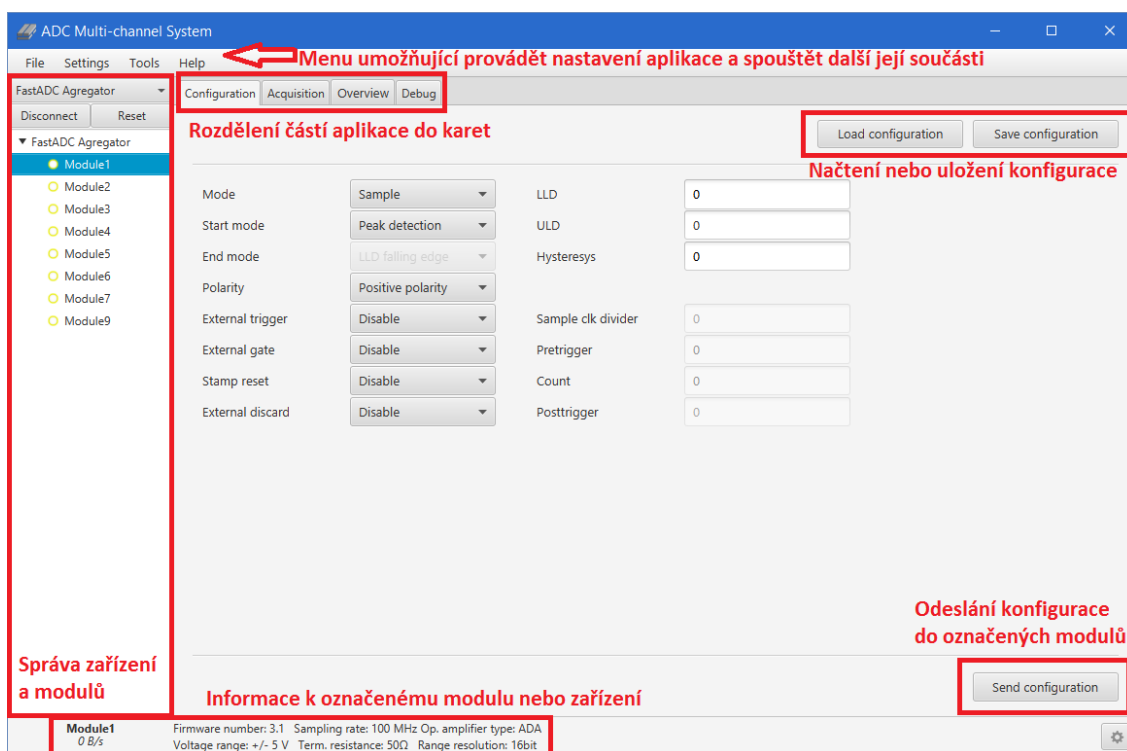 ADC Multi-channel System
File Settings Tools Help
Menu umožňující provádět nastavení aplikace a spouštět další její součásti
FastADC Agregator
Configuration Acquisition Overview Debug
Disconnect Reset
Rozdělení částí aplikace do karet
Load configuration Save configuration
Načtení nebo uložení konfigurace
FastADC Agregator
Module1
Module2
Module3
Module4
Module5
Module6
Module7
Module9
Mode Sample LLD 0
Start mode Peak detection ULD 0
End mode LLD falling edge Hysteresys 0
Polarity Positive polarity
External trigger Disable Sample clk divider 0
External gate Disable Pretrigger 0
Stamp reset Disable Count 0
External discard Disable Posttrigger 0
Odeslání konfigurace
do označených modulů
Správa zařízení
a modulů
Informace k označenému modulu nebo zařízení
Send configuration
Module1
0 B/s
Firmware number: 3.1 Sampling rate: 100 MHz Op. amplifier type: ADA
Voltage range: +/- 5 V Term. resistance: 50Ω Range resolution: 16bit